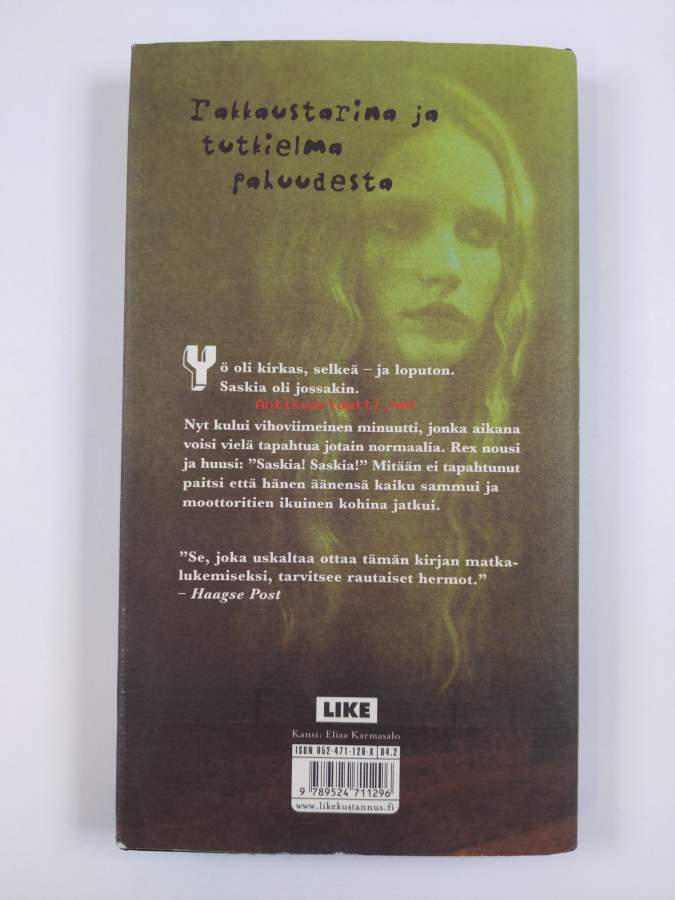 rakkaustarina ja
tutkielma
pahuudesta
Yö oli kirkas, selkeä – ja loputon.
Saskia oli jossakin.
Antikvariaatti.net
Nyt kului vihoviimeinen minuutti, jonka aikana
voisi vielä tapahtua jotain normaalia. Rex nousi
ja huusi: ”Saskia! Saskia!” Mitään ei tapahtunut
paitsi että hänen äänensä kaiku sammui ja
moottoritien ikuinen kohina jatkui.
”Se, joka uskaltaa ottaa tämän kirjan matka-
lukemiseksi, tarvitsee rautaiset hermot.”
– Haagse Post
LIKE
Kansi: Eliza Karmasalo
ISBN 952-471-129-X 84.2
9 789524 711296
www.likekustannus.fi